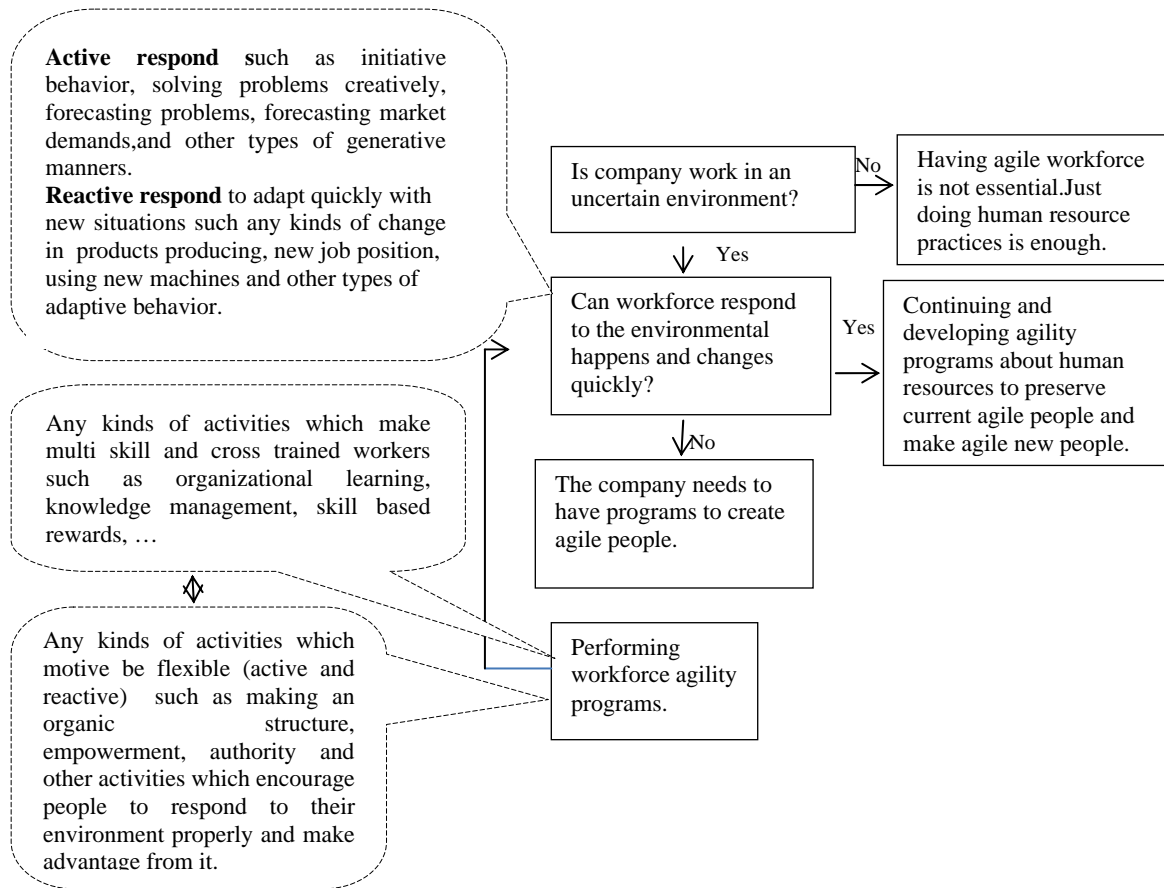 Active respond such as initiative
behavior, solving problems creatively,
forecasting problems, forecasting market
demands,and other types of generative
manners.
Reactive respond to adapt quickly with
new situations such any kinds of change
in products producing, new job position,
using new machines and other types of
adaptive behavior.
Is company work in an
uncertain environment?
No
Having agile workforce
is not essential.Just
doing human resource
practices is enough.
Yes
Can workforce respond
to the environmental
happens and changes
quickly?
Yes
Continuing and
developing agility
programs about human
resources to preserve
current agile people and
make agile new people.
No
The company needs to
have programs to create
agile people.
Any kinds of activities which make
multi skill and cross trained workers
such as organizational learning,
knowledge management, skill based
rewards, …
Performing
workforce agility
programs.
Any kinds of activities which
motive be flexible (active and
reactive) such as making an
organic structure,
empowerment, authority and
other activities which encourage
people to respond to their
environment properly and make
advantage from it.